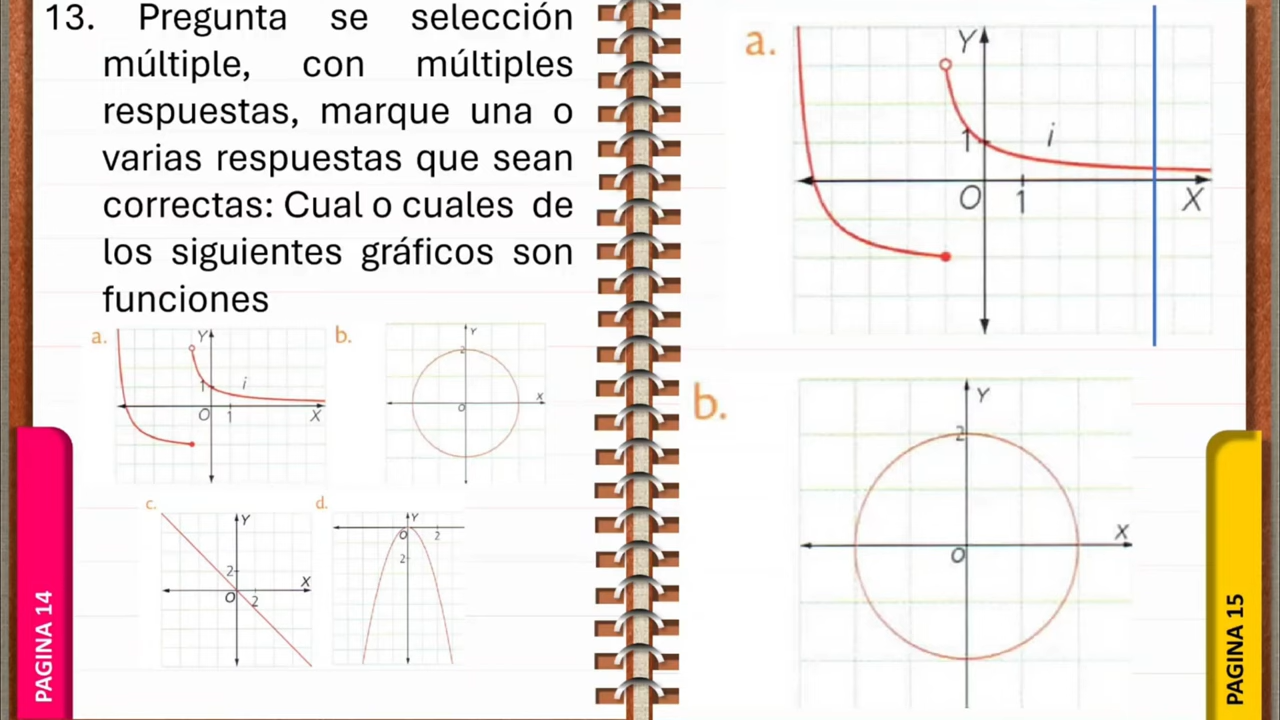 13. Pregunta se selección
múltiple, con múltiples
respuestas, marque una o
varias respuestas que sean
correctas: Cual o cuales de
los siguientes gráficos son
funciones
a.
Y
1
i
O
1
X
b.
Y
2
X
O
c.
Y
2
X
O
2
d.
Y
O
2
2
PAGINA 14
a.
Y
1
i
O
1
X
b.
Y
2
X
O
PAGINA 15